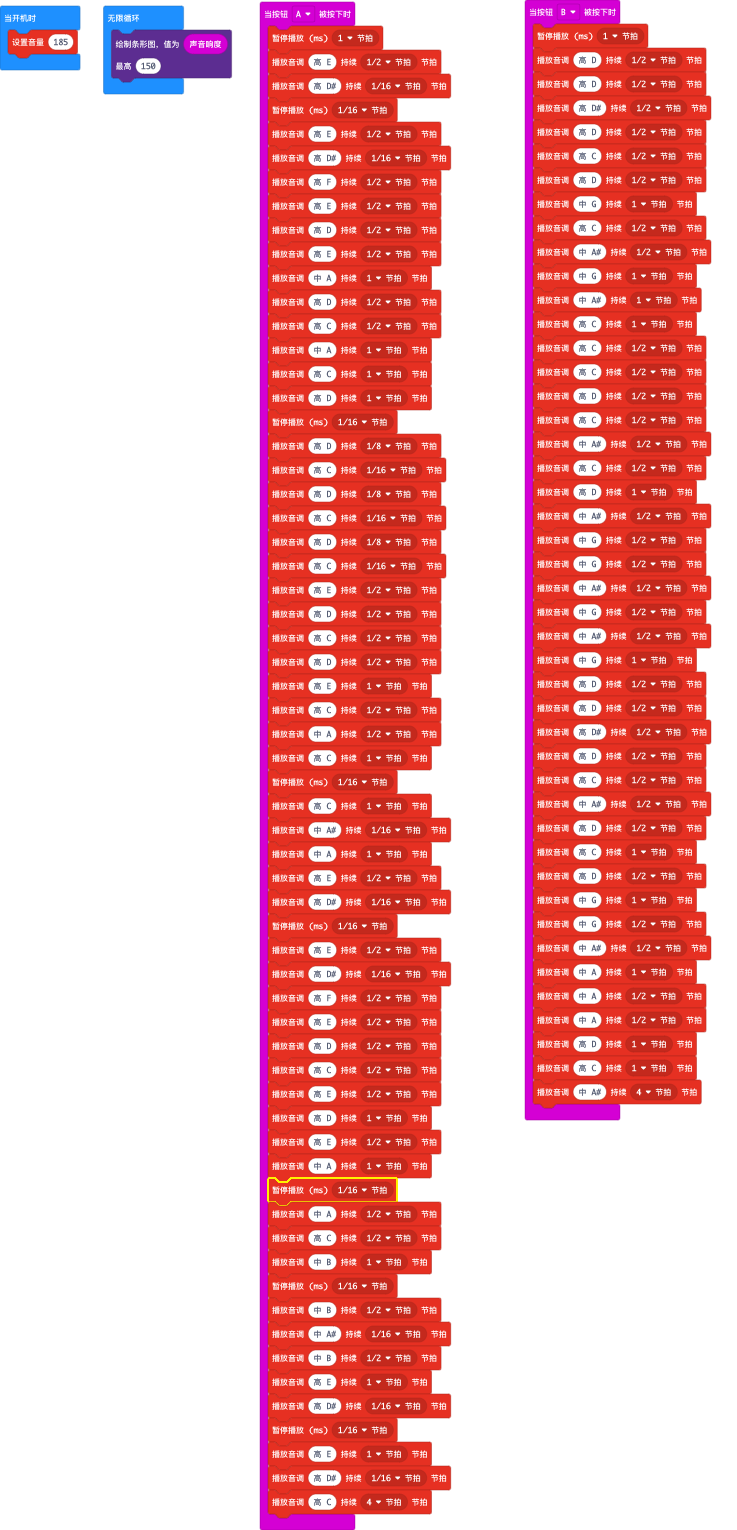 当开机时
设置音量 185
无限循环
绘制条形图，值为 声音响度
最高 150
当按钮 A 被按下时
暂停播放 (ms) 1 节拍
播放音调 高 E 持续 1/2 节拍 节拍
播放音调 高 D# 持续 1/16 节拍 节拍
暂停播放 (ms) 1/16 节拍
播放音调 高 E 持续 1/2 节拍 节拍
播放音调 高 D# 持续 1/16 节拍 节拍
播放音调 高 F 持续 1/2 节拍 节拍
播放音调 高 E 持续 1/2 节拍 节拍
播放音调 高 D 持续 1/2 节拍 节拍
播放音调 高 E 持续 1/2 节拍 节拍
播放音调 中 A 持续 1 节拍 节拍
播放音调 高 D 持续 1/2 节拍 节拍
播放音调 高 C 持续 1/2 节拍 节拍
播放音调 中 A 持续 1 节拍 节拍
播放音调 高 C 持续 1 节拍 节拍
播放音调 高 D 持续 1 节拍 节拍
暂停播放 (ms) 1/16 节拍
播放音调 高 D 持续 1/8 节拍 节拍
播放音调 高 C 持续 1/16 节拍 节拍
播放音调 高 D 持续 1/8 节拍 节拍
播放音调 高 C 持续 1/16 节拍 节拍
播放音调 高 D 持续 1/8 节拍 节拍
播放音调 高 C 持续 1/16 节拍 节拍
播放音调 高 E 持续 1/2 节拍 节拍
播放音调 高 D 持续 1/2 节拍 节拍
播放音调 高 C 持续 1/2 节拍 节拍
播放音调 高 D 持续 1/2 节拍 节拍
播放音调 高 E 持续 1 节拍 节拍
播放音调 高 C 持续 1/2 节拍 节拍
播放音调 中 A 持续 1/2 节拍 节拍
播放音调 高 C 持续 1 节拍 节拍
暂停播放 (ms) 1/16 节拍
播放音调 高 C 持续 1 节拍 节拍
播放音调 中 A# 持续 1/16 节拍 节拍
播放音调 中 A 持续 1 节拍 节拍
播放音调 高 E 持续 1/2 节拍 节拍
播放音调 高 D# 持续 1/16 节拍 节拍
暂停播放 (ms) 1/16 节拍
播放音调 高 E 持续 1/2 节拍 节拍
播放音调 高 D# 持续 1/16 节拍 节拍
播放音调 高 F 持续 1/2 节拍 节拍
播放音调 高 E 持续 1/2 节拍 节拍
播放音调 高 D 持续 1/2 节拍 节拍
播放音调 高 C 持续 1/2 节拍 节拍
播放音调 高 E 持续 1/2 节拍 节拍
播放音调 高 D 持续 1 节拍 节拍
播放音调 高 E 持续 1/2 节拍 节拍
播放音调 中 A 持续 1 节拍 节拍
暂停播放 (ms) 1/16 节拍
播放音调 中 A 持续 1/2 节拍 节拍
播放音调 高 C 持续 1/2 节拍 节拍
播放音调 中 B 持续 1 节拍 节拍
暂停播放 (ms) 1/16 节拍
播放音调 中 B 持续 1/2 节拍 节拍
播放音调 中 A# 持续 1/16 节拍 节拍
播放音调 中 B 持续 1/2 节拍 节拍
播放音调 高 E 持续 1 节拍 节拍
播放音调 高 D# 持续 1/16 节拍 节拍
暂停播放 (ms) 1/16 节拍
播放音调 高 E 持续 1 节拍 节拍
播放音调 高 D# 持续 1/16 节拍 节拍
播放音调 高 C 持续 4 节拍 节拍
当按钮 B 被按下时
暂停播放 (ms) 1 节拍
播放音调 高 D 持续 1/2 节拍 节拍
播放音调 高 D 持续 1/2 节拍 节拍
播放音调 高 D# 持续 1/2 节拍 节拍
播放音调 高 D 持续 1/2 节拍 节拍
播放音调 高 C 持续 1/2 节拍 节拍
播放音调 高 D 持续 1/2 节拍 节拍
播放音调 中 G 持续 1 节拍 节拍
播放音调 高 C 持续 1/2 节拍 节拍
播放音调 中 A# 持续 1/2 节拍 节拍
播放音调 中 G 持续 1 节拍 节拍
播放音调 中 A# 持续 1 节拍 节拍
播放音调 高 C 持续 1 节拍 节拍
播放音调 高 C 持续 1/2 节拍 节拍
播放音调 高 C 持续 1/2 节拍 节拍
播放音调 高 D 持续 1/2 节拍 节拍
播放音调 高 C 持续 1/2 节拍 节拍
播放音调 中 A# 持续 1/2 节拍 节拍
播放音调 高 C 持续 1/2 节拍 节拍
播放音调 高 D 持续 1 节拍 节拍
播放音调 中 A# 持续 1/2 节拍 节拍
播放音调 中 G 持续 1/2 节拍 节拍
播放音调 中 G 持续 1/2 节拍 节拍
播放音调 中 A# 持续 1/2 节拍 节拍
播放音调 中 G 持续 1/2 节拍 节拍
播放音调 中 A# 持续 1/2 节拍 节拍
播放音调 中 G 持续 1 节拍 节拍
播放音调 高 D 持续 1/2 节拍 节拍
播放音调 高 D 持续 1/2 节拍 节拍
播放音调 高 D# 持续 1/2 节拍 节拍
播放音调 高 D 持续 1/2 节拍 节拍
播放音调 高 C 持续 1/2 节拍 节拍
播放音调 中 A# 持续 1/2 节拍 节拍
播放音调 高 D 持续 1/2 节拍 节拍
播放音调 高 C 持续 1 节拍 节拍
播放音调 高 D 持续 1/2 节拍 节拍
播放音调 中 G 持续 1 节拍 节拍
播放音调 中 G 持续 1/2 节拍 节拍
播放音调 中 A# 持续 1/2 节拍 节拍
播放音调 中 A 持续 1 节拍 节拍
播放音调 中 A 持续 1/2 节拍 节拍
播放音调 中 A 持续 1/2 节拍 节拍
播放音调 高 D 持续 1 节拍 节拍
播放音调 高 C 持续 1 节拍 节拍
播放音调 中 A# 持续 4 节拍 节拍